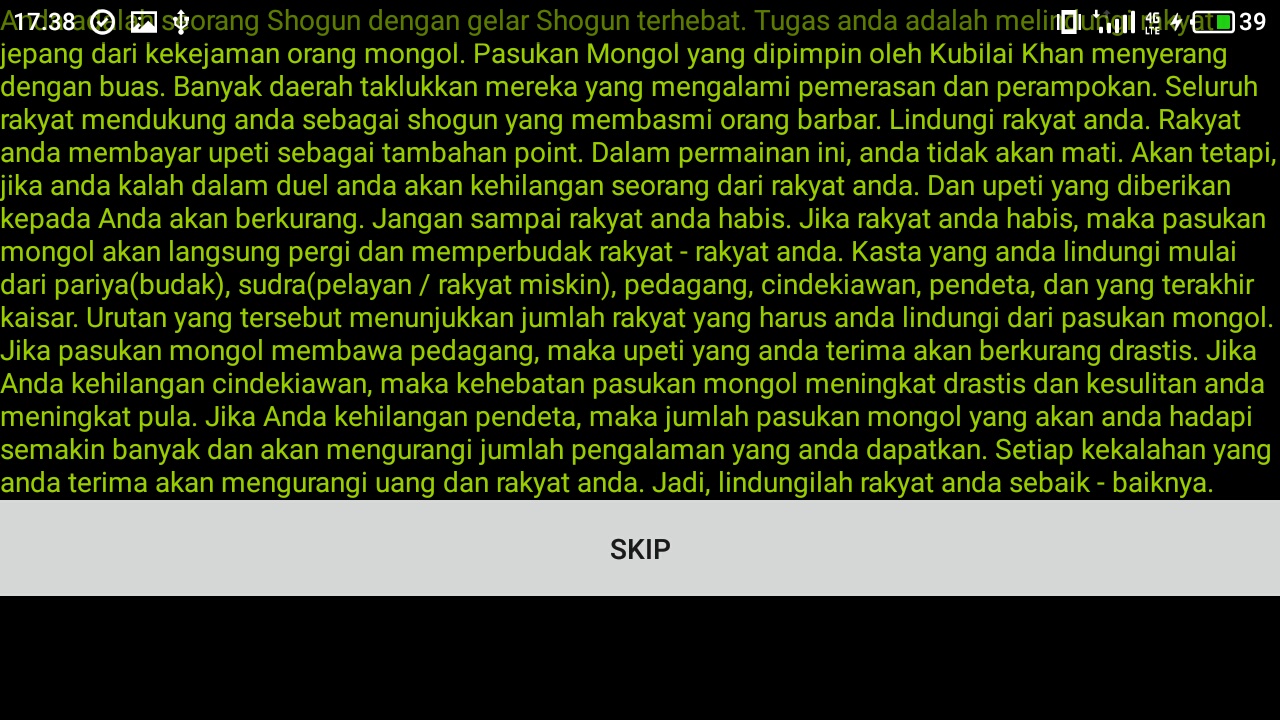 17.38 4G LTE 39
Anda adalah seorang Shogun dengan gelar Shogun terhebat. Tugas anda adalah melindungi rakyat
jepang dari kekejaman orang mongol. Pasukan Mongol yang dipimpin oleh Kubilai Khan menyerang
dengan buas. Banyak daerah taklukkan mereka yang mengalami pemerasan dan perampokan. Seluruh
rakyat mendukung anda sebagai shogun yang membasmi orang barbar. Lindungi rakyat anda. Rakyat
anda membayar upeti sebagai tambahan point. Dalam permainan ini, anda tidak akan mati. Akan tetapi,
jika anda kalah dalam duel anda akan kehilangan seorang dari rakyat anda. Dan upeti yang diberikan
kepada Anda akan berkurang. Jangan sampai rakyat anda habis. Jika rakyat anda habis, maka pasukan
mongol akan langsung pergi dan memperbudak rakyat - rakyat anda. Kasta yang anda lindungi mulai
dari pariya(budak), sudra(pelayan / rakyat miskin), pedagang, cindekiawan, pendeta, dan yang terakhir
kaisar. Urutan yang tersebut menunjukkan jumlah rakyat yang harus anda lindungi dari pasukan mongol.
Jika pasukan mongol membawa pedagang, maka upeti yang anda terima akan berkurang drastis. Jika
Anda kehilangan cindekiawan, maka kehebatan pasukan mongol meningkat drastis dan kesulitan anda
meningkat pula. Jika Anda kehilangan pendeta, maka jumlah pasukan mongol yang akan anda hadapi
semakin banyak dan akan mengurangi jumlah pengalaman yang anda dapatkan. Setiap kekalahan yang
anda terima akan mengurangi uang dan rakyat anda. Jadi, lindungilah rakyat anda sebaik - baiknya.
SKIP